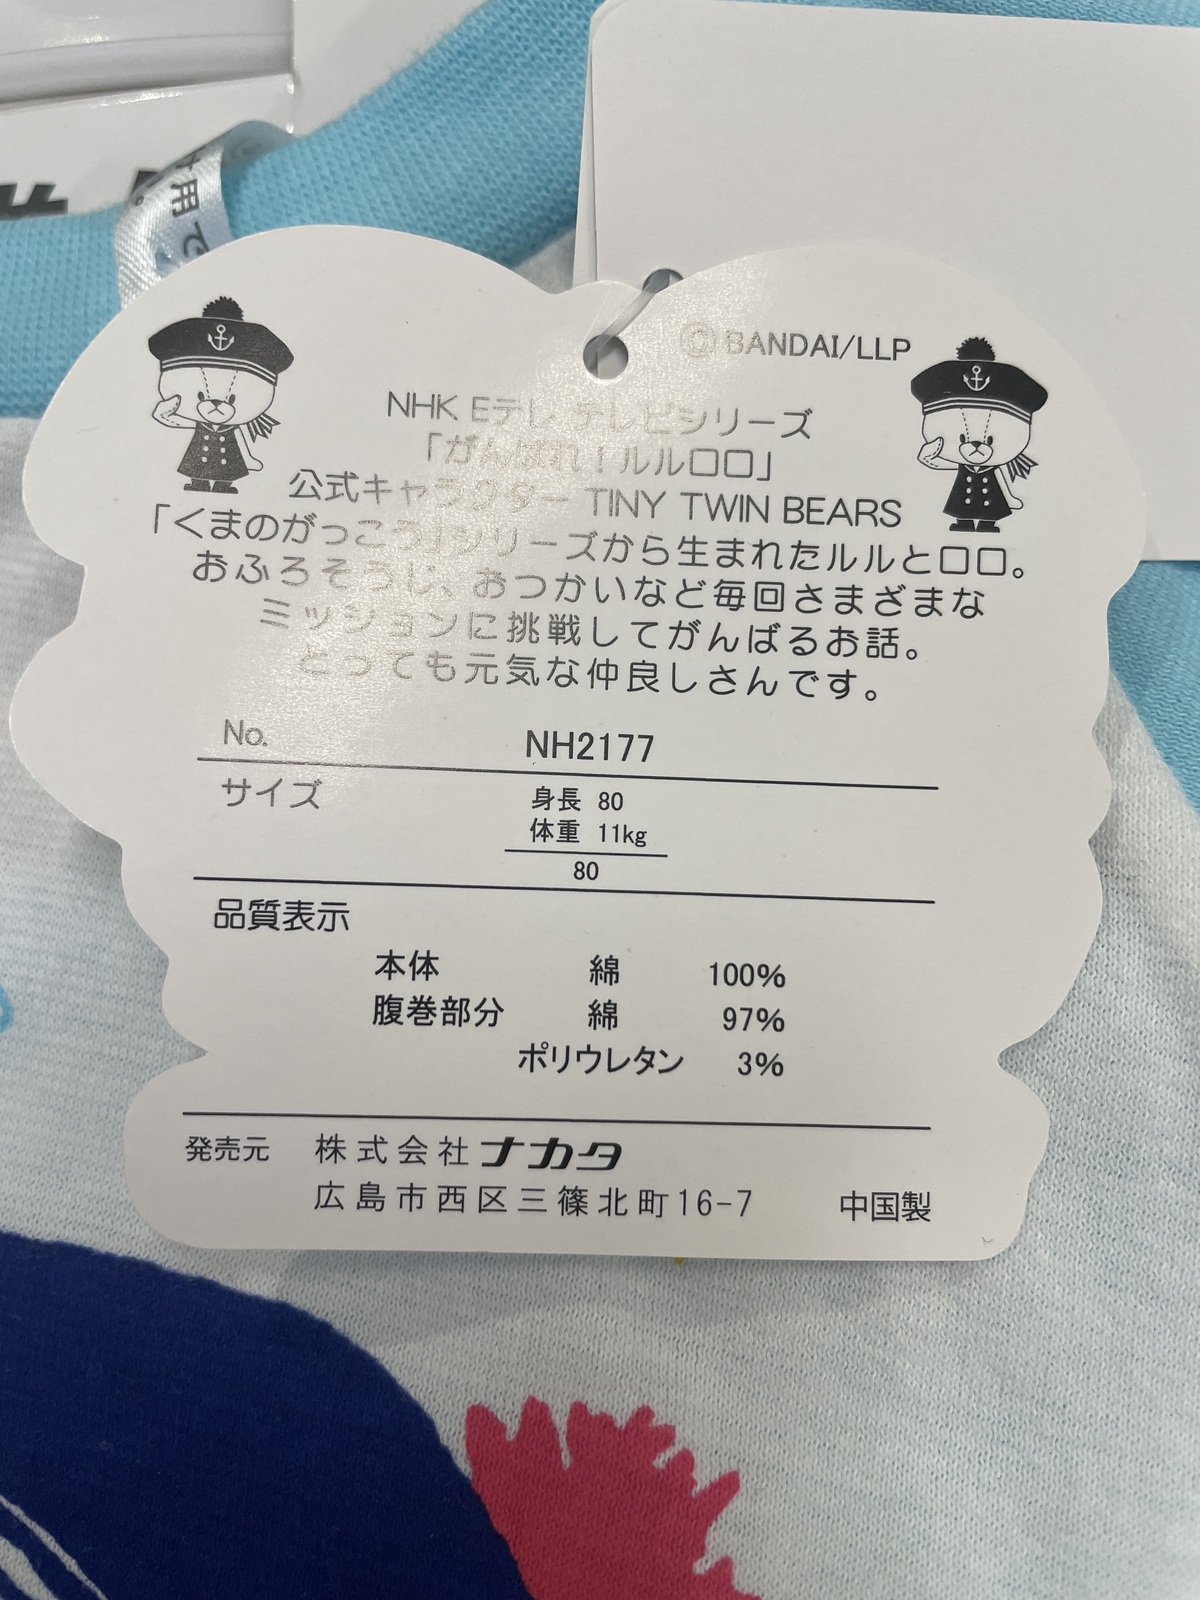 用で
© BANDAI/LLP
NHK Eテレ テレビシリーズ
「がんばれ！ルルロロ」
公式キャラクター TINY TWIN BEARS
「くまのがっこう」シリーズから生まれたルルとロロ。
おふろそうじ、おつかいなど毎回さまざまな
ミッションに挑戦してがんばるお話。
とっても元気な仲良しさんです。
No. NH2177
サイズ 身長 80
体重 11kg
80
品質表示
本体 綿 100%
腹巻部分 綿 97%
ポリウレタン 3%
発売元 株式会社ナカタ
広島市西区三篠北町16-7 中国製